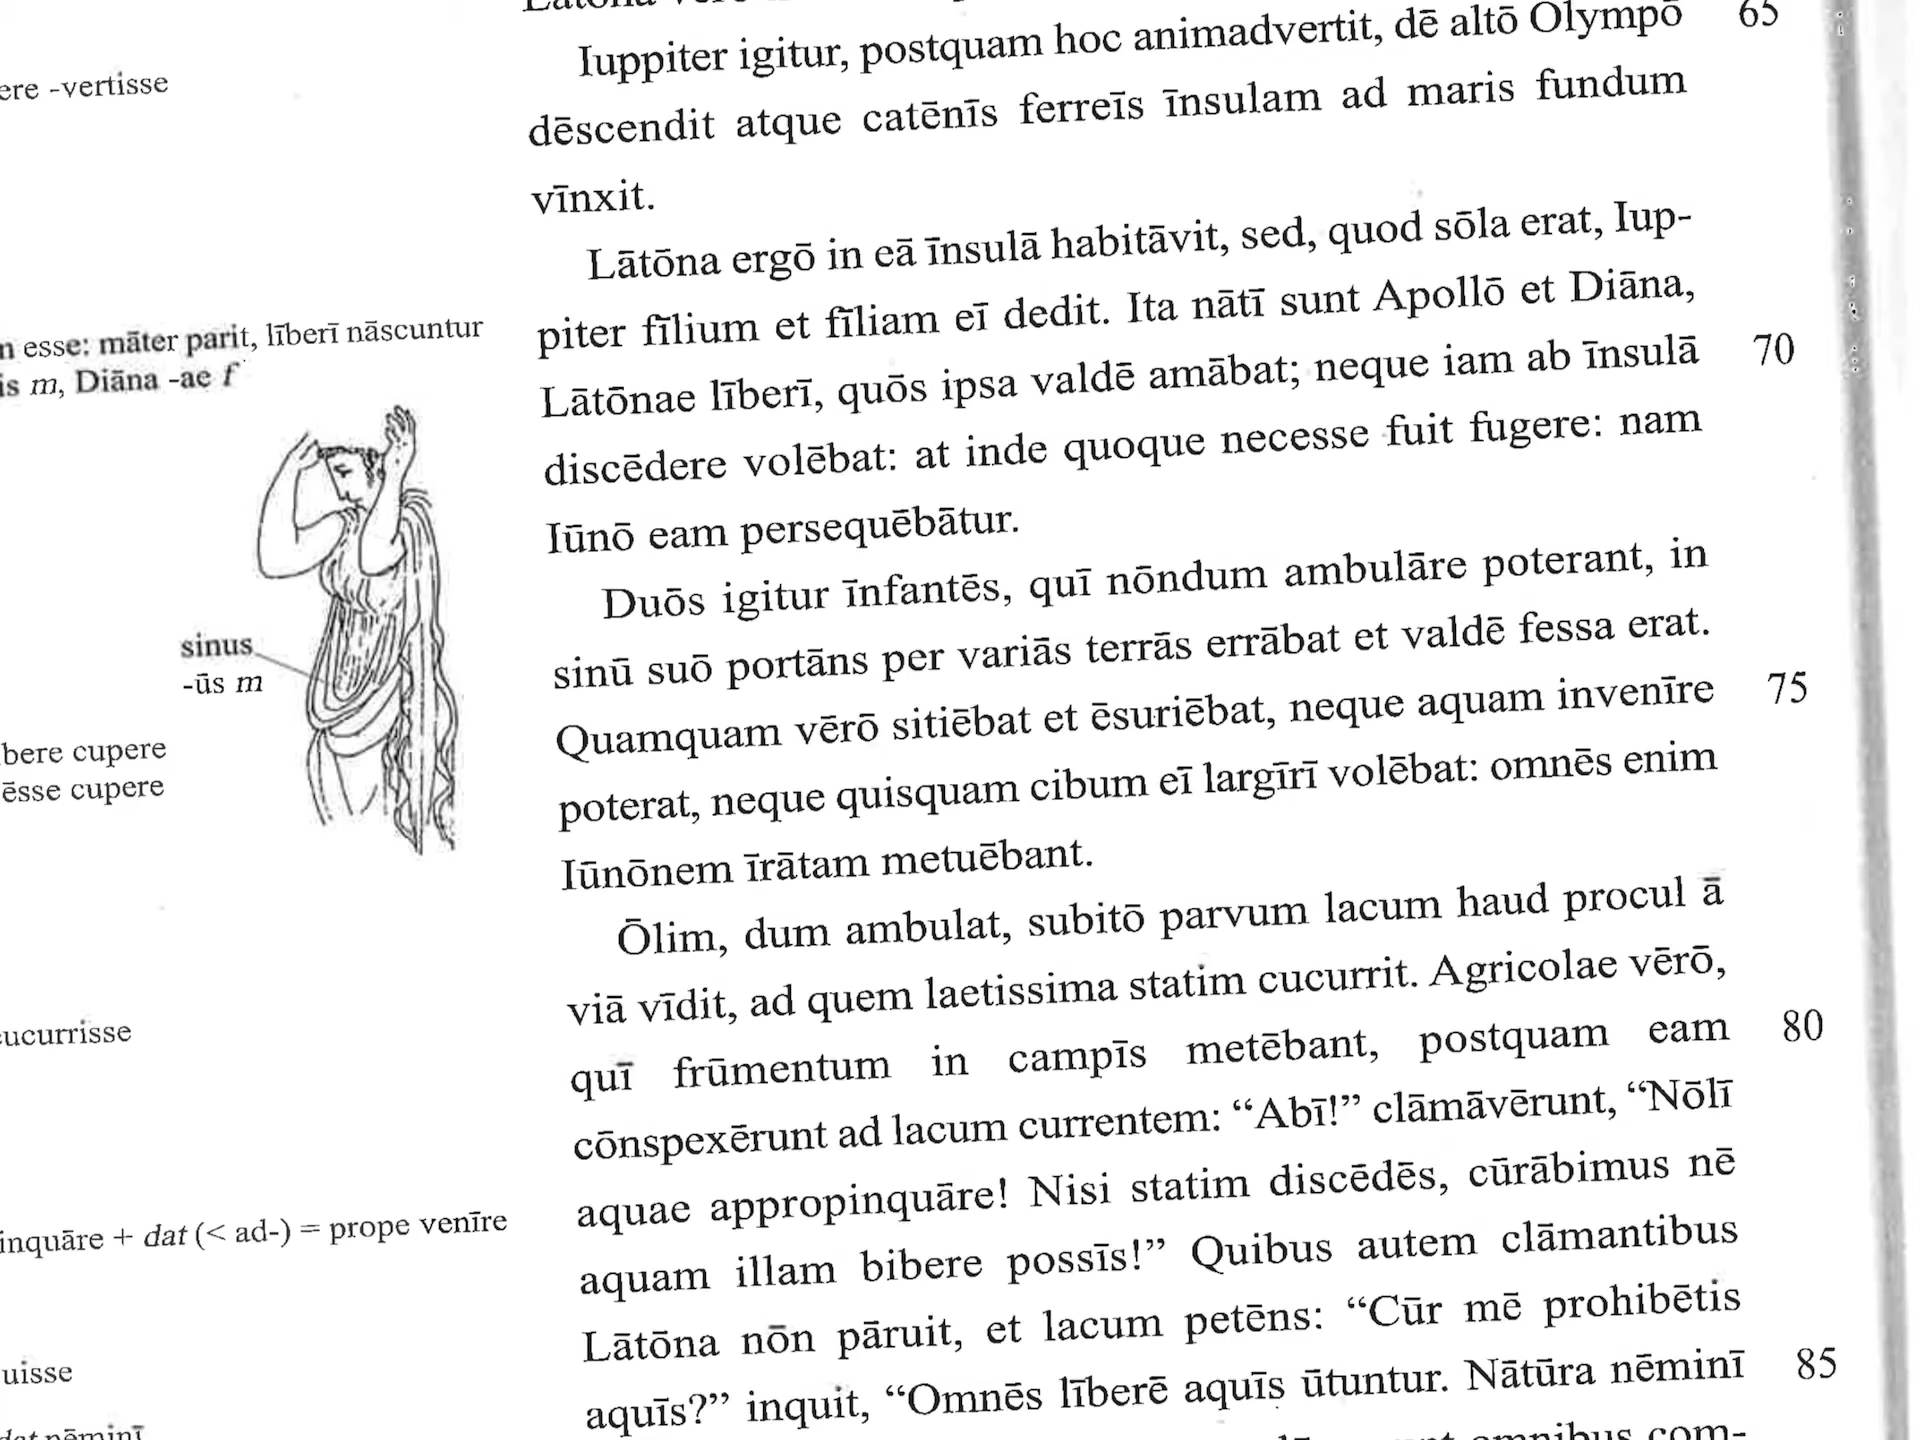 Iuppiter igitur, postquam hoc animadvertit, dē altō Olympō 65
ere -vertisse
dēscendit atque catēnīs ferreīs īnsulam ad maris fundum
vīnxit.
Lātōna ergō in eā īnsulā habitāvit, sed, quod sōla erat, Iup-
piter fīlium et fīliam eī dedit. Ita nātī sunt Apollō et Diāna,
n esse: māter parit, līberī nāscuntur
is m, Diāna -ae f
Lātōnae līberī, quōs ipsa valdē amābat; neque iam ab īnsulā 70
discēdere volēbat: at inde quoque necesse fuit fugere: nam
Iūnō eam persequēbātur.
Duōs igitur īnfantēs, quī nōndum ambulāre poterant, in
sinū suō portāns per variās terrās errābat et valdē fessa erat.
sinus
-ūs m
Quamquam vērō sitiēbat et ēsuriēbat, neque aquam invenīre 75
bere cupere
ēsse cupere
poterat, neque quisquam cibum eī largīrī volēbat: omnēs enim
Iūnōnem īrātam metuēbant.
Ōlim, dum ambulat, subitō parvum lacum haud procul ā
viā vīdit, ad quem laetissima statim cucurrit. Agricolae vērō,
cucurrisse
quī frūmentum in campīs metēbant, postquam eam 80
cōnspexērunt ad lacum currentem: “Abī!” clāmāvērunt, “Nōlī
aquae appropinquāre! Nisi statim discēdēs, cūrābimus nē
inquāre + dat (< ad-) = prope venīre
aquam illam bibere possīs!” Quibus autem clāmantibus
Lātōna nōn pāruit, et lacum petēns: “Cūr mē prohibētis
uisse
aquīs?” inquit, “Omnēs līberē aquīs ūtuntur. Nātūra nēminī 85
dat nēminī
omnibus com-